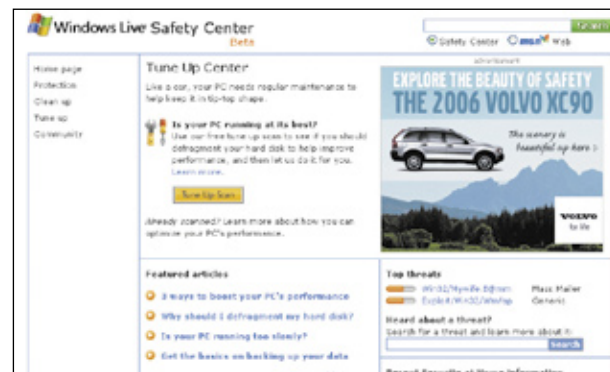 Windows Live Safety Center
Beta
Search
Safety Center msn Web
Home page
Protection
Clean up
Tune up
Community
Tune Up Center
Like a car, your PC needs regular maintenance to
help keep it in tip-top shape.
Is your PC running at its best?
Use our free tune up scan to see if you should
defragment your hard disk to help improve
performance, and then let us do it for you.
Learn more.
Tune Up Scan
Already scanned? Learn more about how you can
optimize your PC's performance.
Featured articles
3 ways to boost your PC's performance
Why should I defragment my hard disk?
Is your PC running too slowly?
Get the basics on backing up your data
advertisement
EXPLORE THE BEAUTY OF SAFETY
THE 2006 VOLVO XC90
The scenery is
beautiful up here >
VOLVO
for life
Top threats
Win32/Mywife.E@mm Mass Mailer
Exploit/Win32/ Generic
Heard about a threat?
Search for a threat and learn more about it:
Search